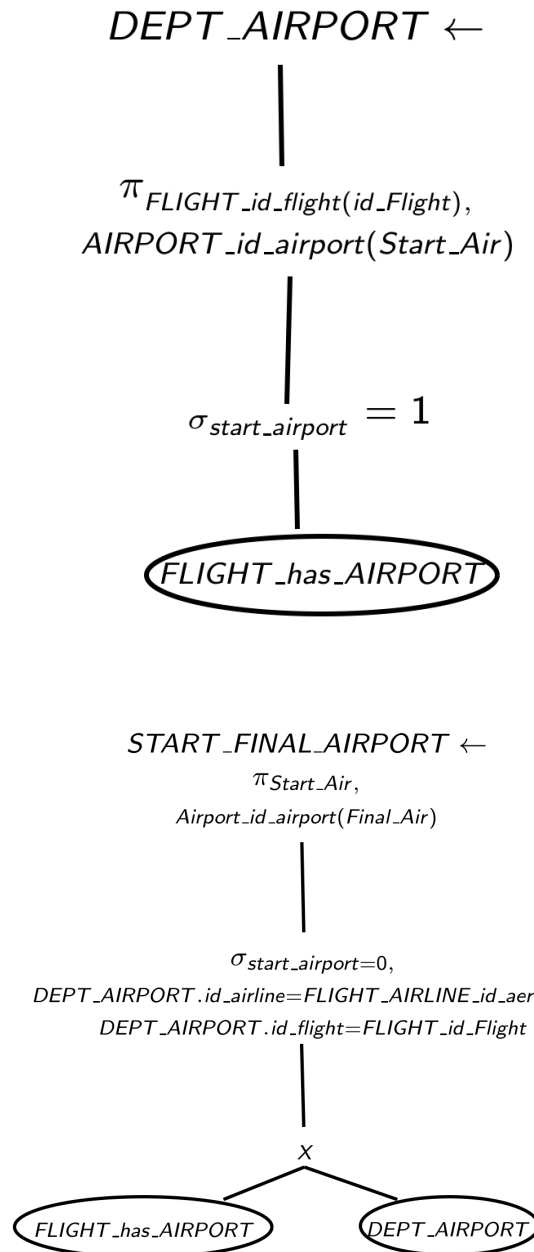 DEPT_AIRPORT ←
π FLIGHT_id_flight(id_Flight),
AIRPORT_id_airport(Start_Air)
σ start_airport = 1
FLIGHT_has_AIRPORT
START_FINAL_AIRPORT ←
π Start_Air,
Airport_id_airport(Final_Air)
σ start_airport=0,
DEPT_AIRPORT.id_airline=FLIGHT_AIRLINE_id_aer
DEPT_AIRPORT.id_flight=FLIGHT_id_Flight
X
FLIGHT_has_AIRPORT DEPT_AIRPORT